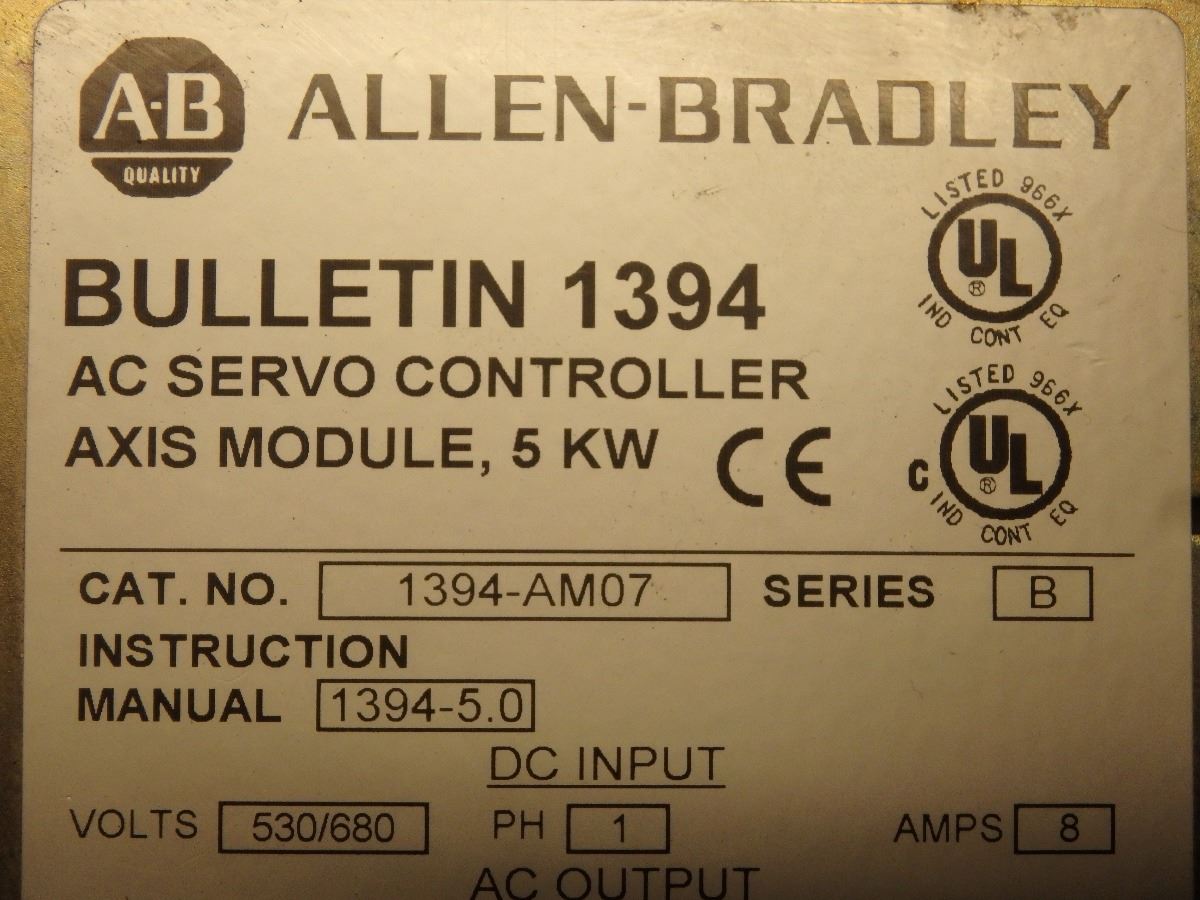 A-B
QUALITY
ALLEN-BRADLEY
LISTED 966X
UL
®
IND CONT EQ
BULLETIN 1394
AC SERVO CONTROLLER
AXIS MODULE, 5 KW
CE
LISTED 966X
C UL
®
IND CONT EQ
CAT. NO. 1394-AM07 SERIES B
INSTRUCTION
MANUAL 1394-5.0
DC INPUT
VOLTS 530/680 PH 1 AMPS 8
AC OUTPUT